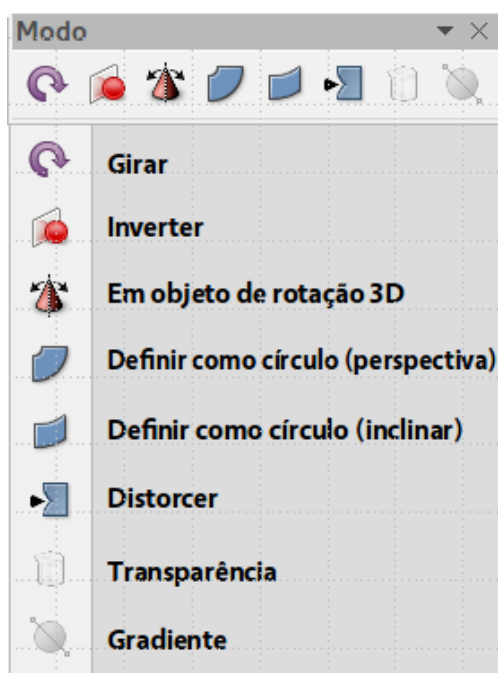 Modo
Girar
Inverter
Em objeto de rotação 3D
Definir como círculo (perspectiva)
Definir como círculo (inclinar)
Distorcer
Transparência
Gradiente